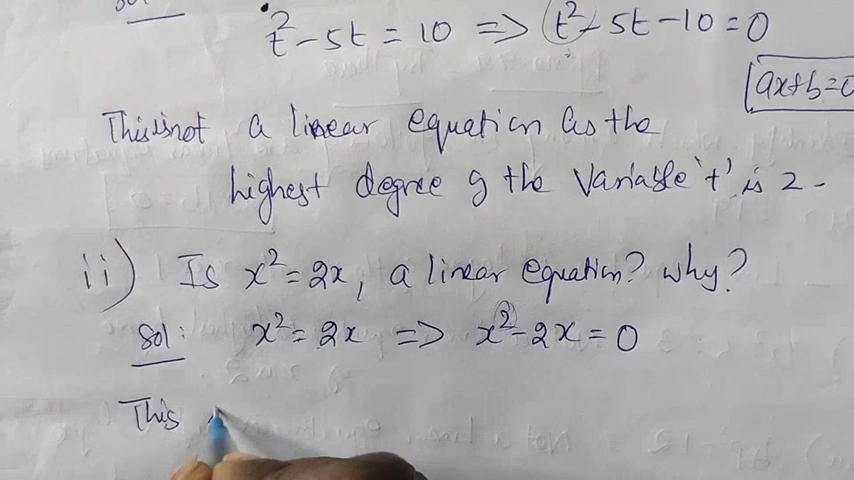 t² - 5t = 10 => t² - 5t - 10 = 0
ax+b=0
This is not a linear equation as the
highest degree of the variable 't' is 2.
ii) Is x² = 2x, a linear equation? why?
Sol: x² = 2x => x² - 2x = 0
This